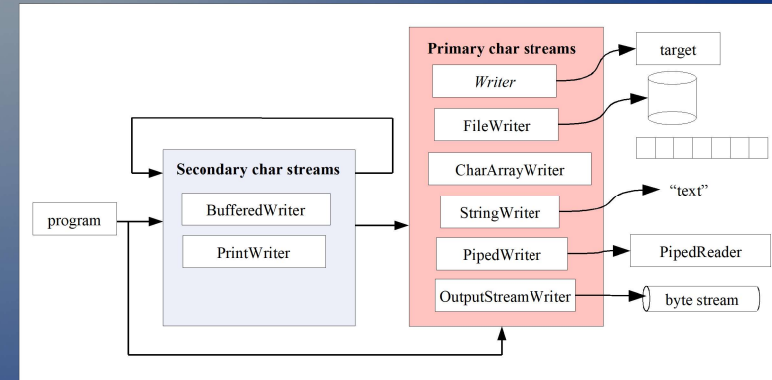 Primary char streams
target
Writer
FileWriter
Secondary char streams
CharArrayWriter
BufferedWriter
StringWriter
“text”
program
PrintWriter
PipedWriter
PipedReader
OutputStreamWriter
byte stream